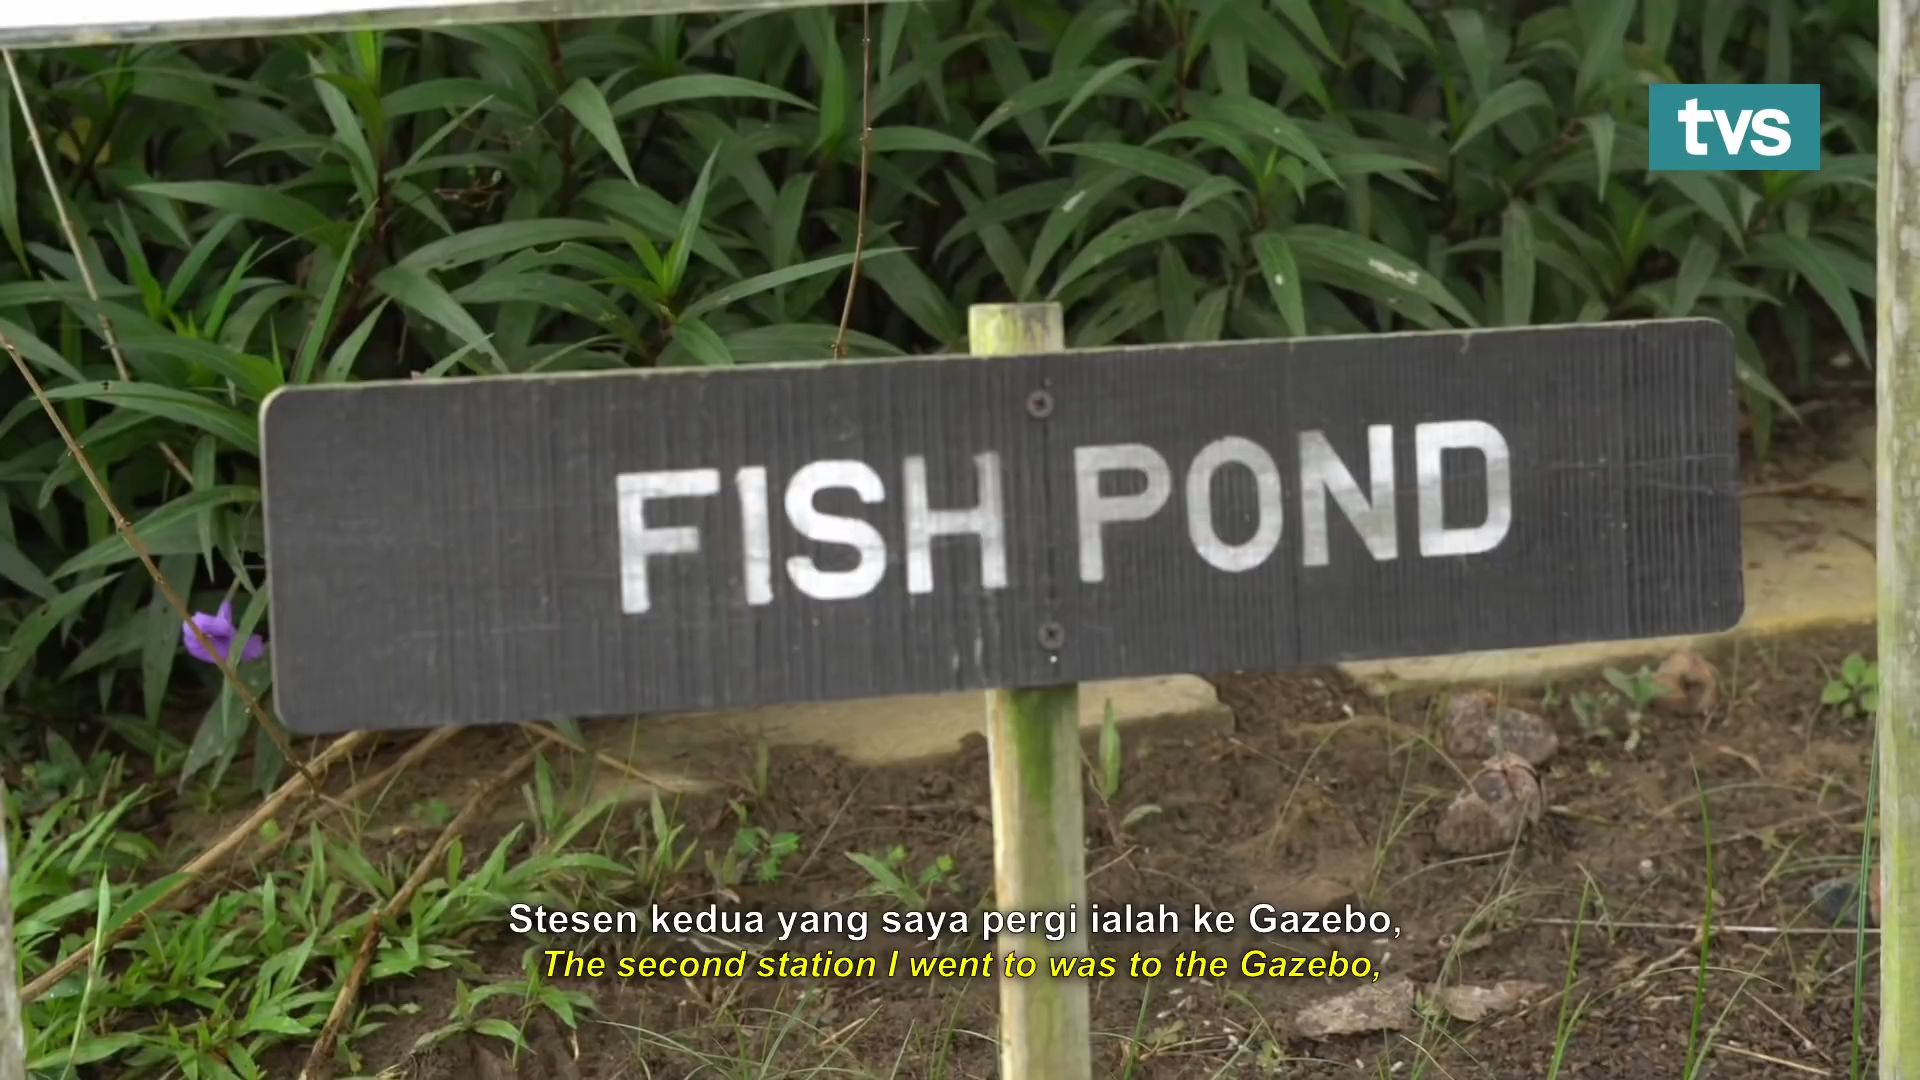 tvs
FISH POND
Stesen kedua yang saya pergi ialah ke Gazebo,
The second station I went to was to the Gazebo,